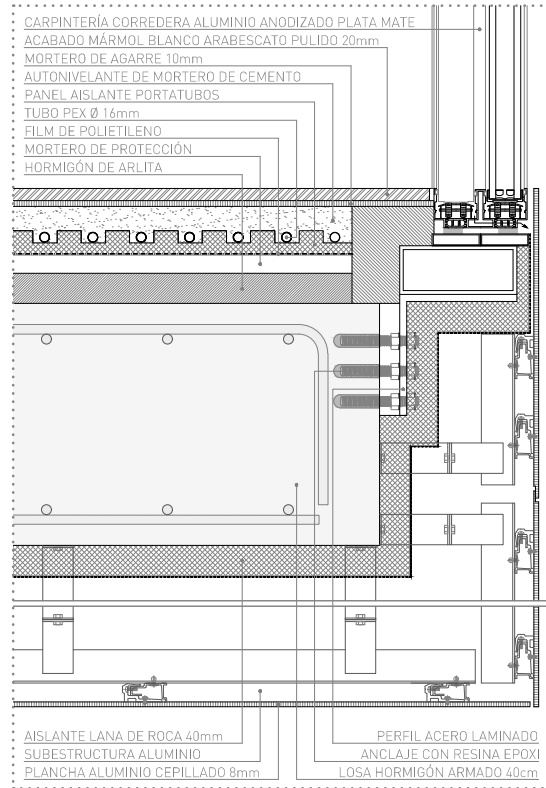 CARPINTERÍA CORREDERA ALUMINIO ANODIZADO PLATA MATE
ACABADO MÁRMOL BLANCO ARABESCATO PULIDO 20mm
MORTERO DE AGARRE 10mm
AUTONIVELANTE DE MORTERO DE CEMENTO
PANEL AISLANTE PORTATUBOS
TUBO PEX Ø 16mm
FILM DE POLIETILENO
MORTERO DE PROTECCIÓN
HORMIGÓN DE ARLITA
AISLANTE LANA DE ROCA 40mm
SUBESTRUCTURA ALUMINIO
PLANCHA ALUMINIO CEPILLADO 8mm
PERFIL ACERO LAMINADO
ANCLAJE CON RESINA EPOXI
LOSA HORMIGÓN ARMADO 40cm